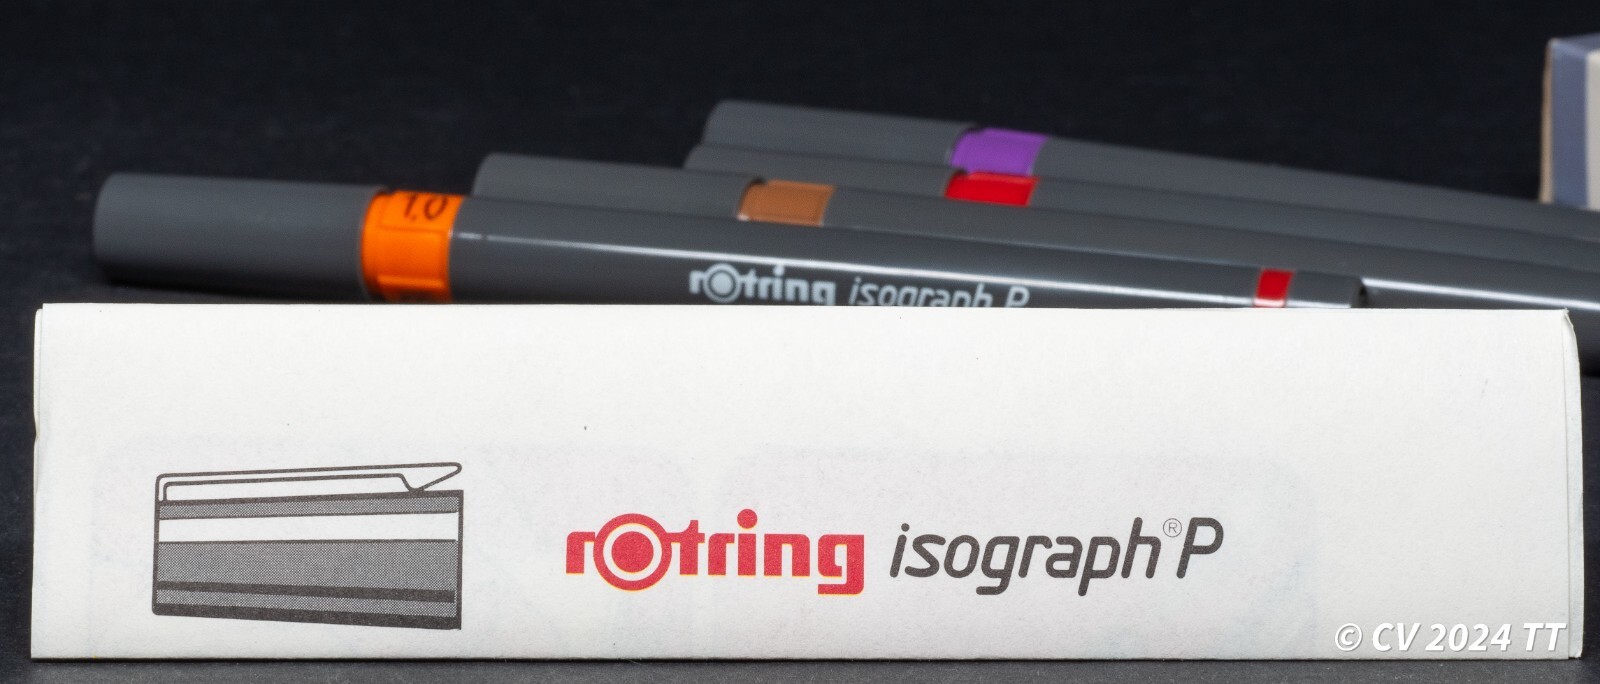 1.0
rotring isograph P
rotring isograph® P
© CV 2024 TT